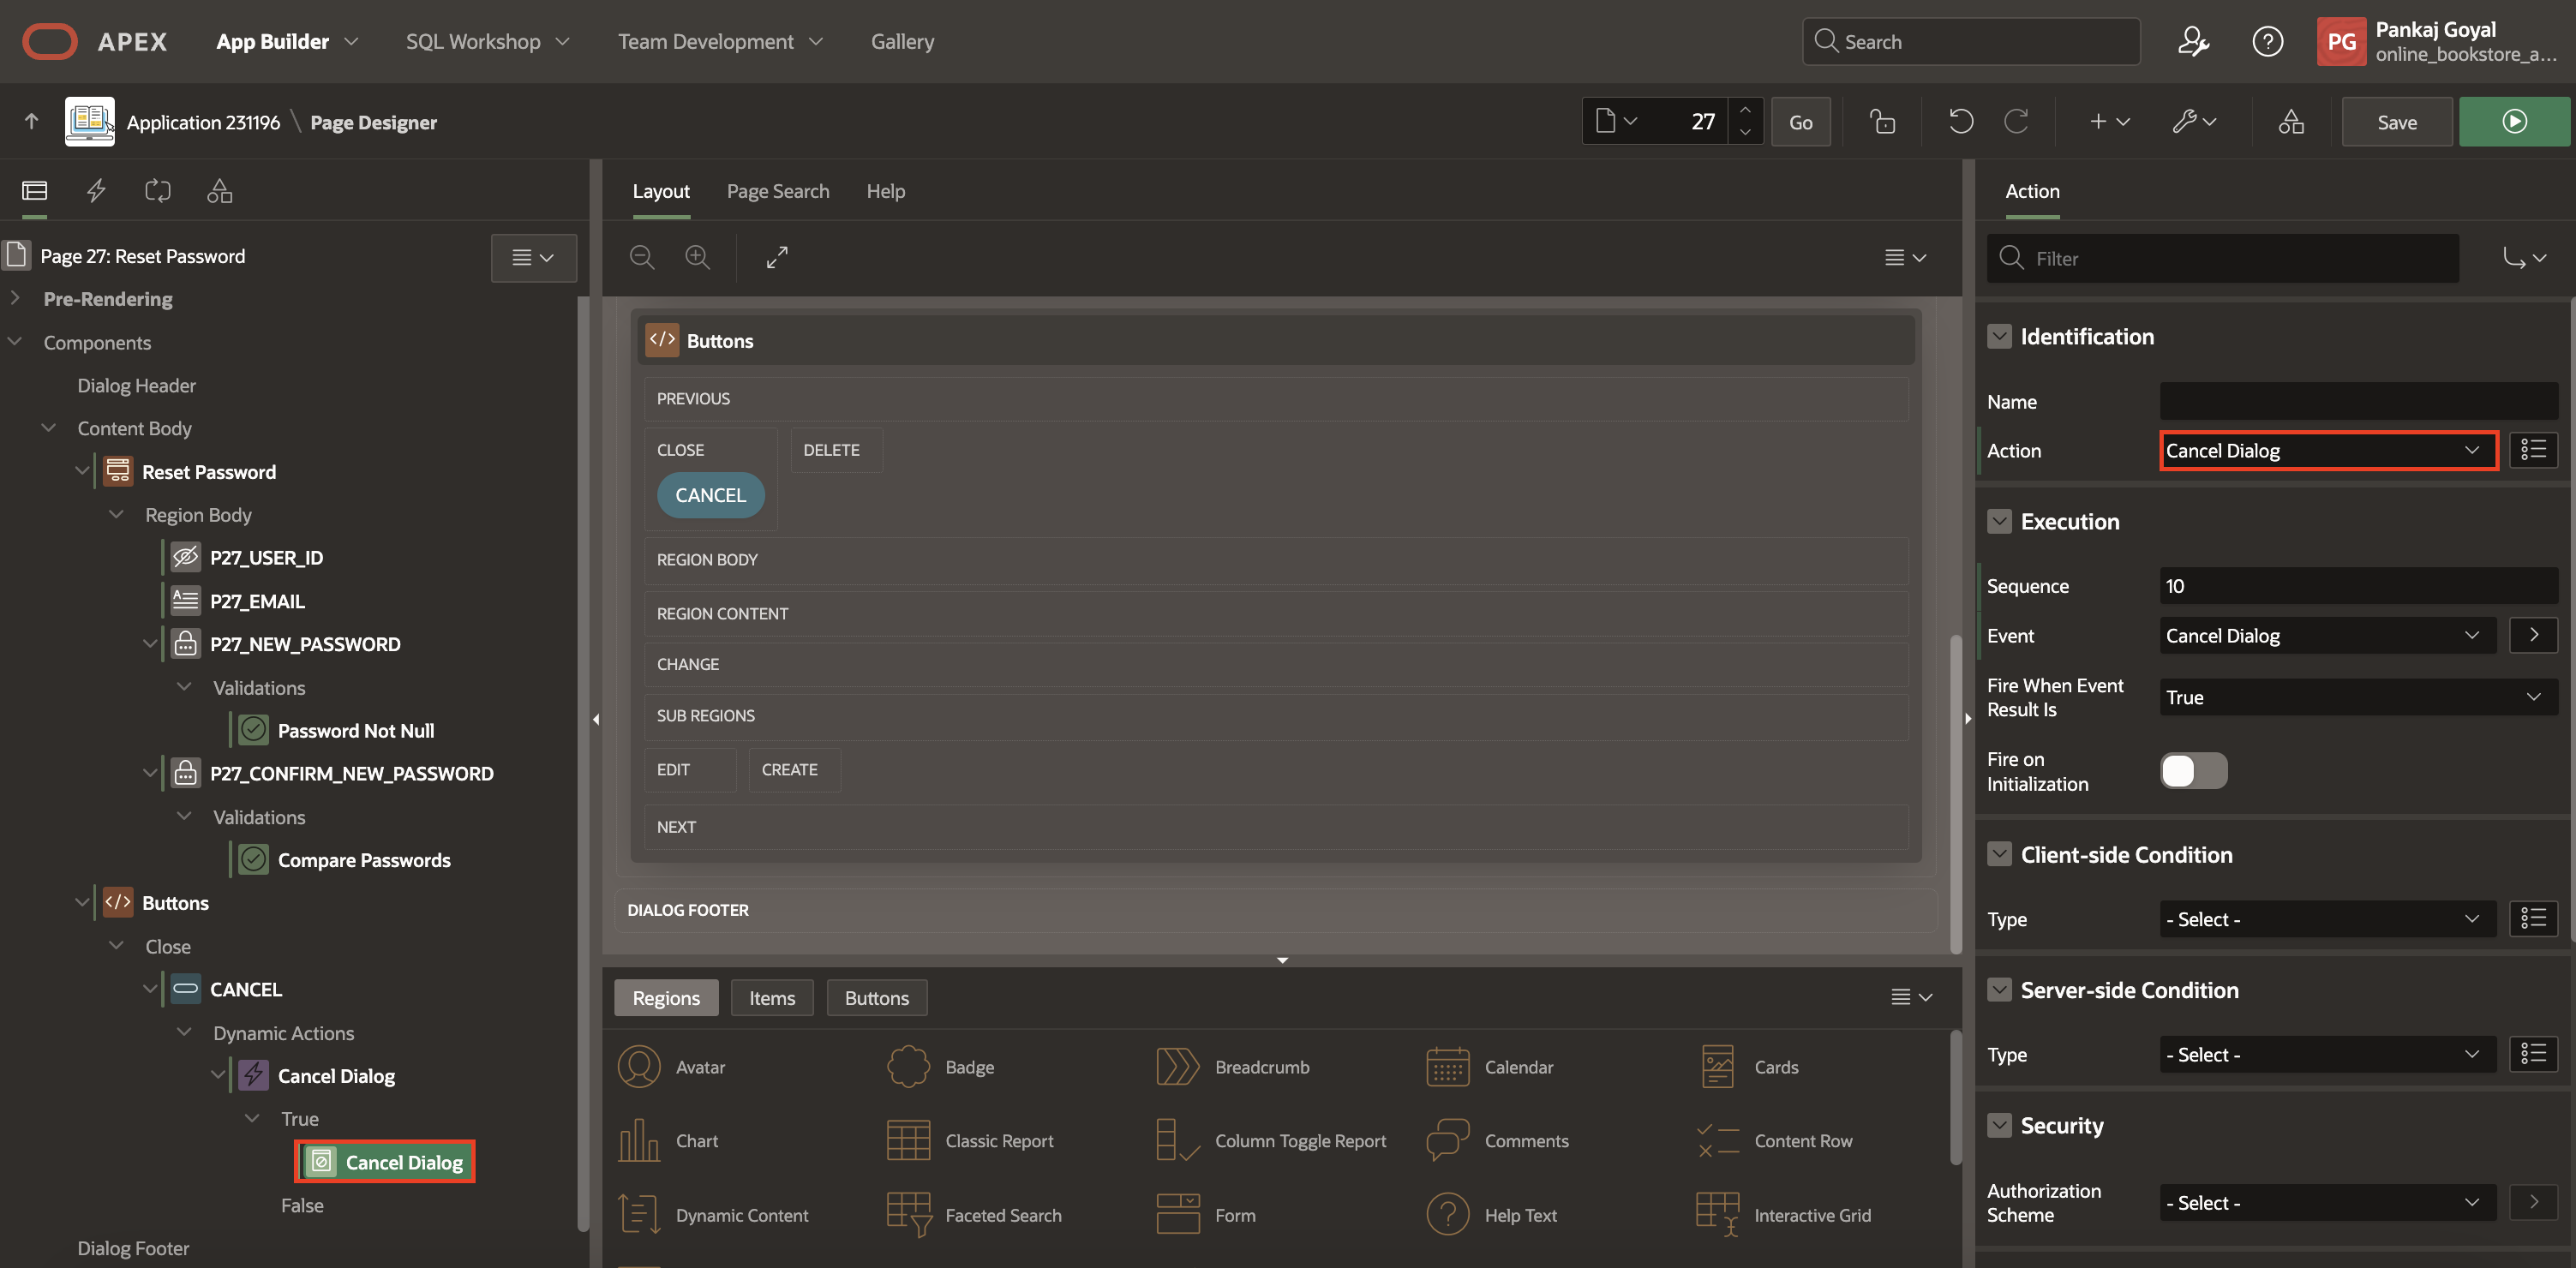 APEX App Builder SQL Workshop Team Development Gallery Search PG Pankaj Goyal
online_bookstore_a...
Application 231196 \ Page Designer 27 Go Save
Layout Page Search Help
Action
Page 27: Reset Password
Filter
Pre-Rendering
Components
Dialog Header
Content Body
Reset Password
Region Body
P27_USER_ID
P27_EMAIL
P27_NEW_PASSWORD
Validations
Password Not Null
P27_CONFIRM_NEW_PASSWORD
Validations
Compare Passwords
Buttons
Close
CANCEL
Dynamic Actions
Cancel Dialog
True
Cancel Dialog
False
Dialog Footer
Buttons
PREVIOUS
CLOSE DELETE
CANCEL
REGION BODY
REGION CONTENT
CHANGE
SUB REGIONS
EDIT CREATE
NEXT
DIALOG FOOTER
Regions Items Buttons
Avatar Badge Breadcrumb Calendar Cards
Chart Classic Report Column Toggle Report Comments Content Row
Dynamic Content Faceted Search Form Help Text Interactive Grid
Identification
Name
Action Cancel Dialog
Execution
Sequence 10
Event Cancel Dialog
Fire When Event
Result Is True
Fire on
Initialization
Client-side Condition
Type - Select -
Server-side Condition
Type - Select -
Security
Authorization
Scheme - Select -